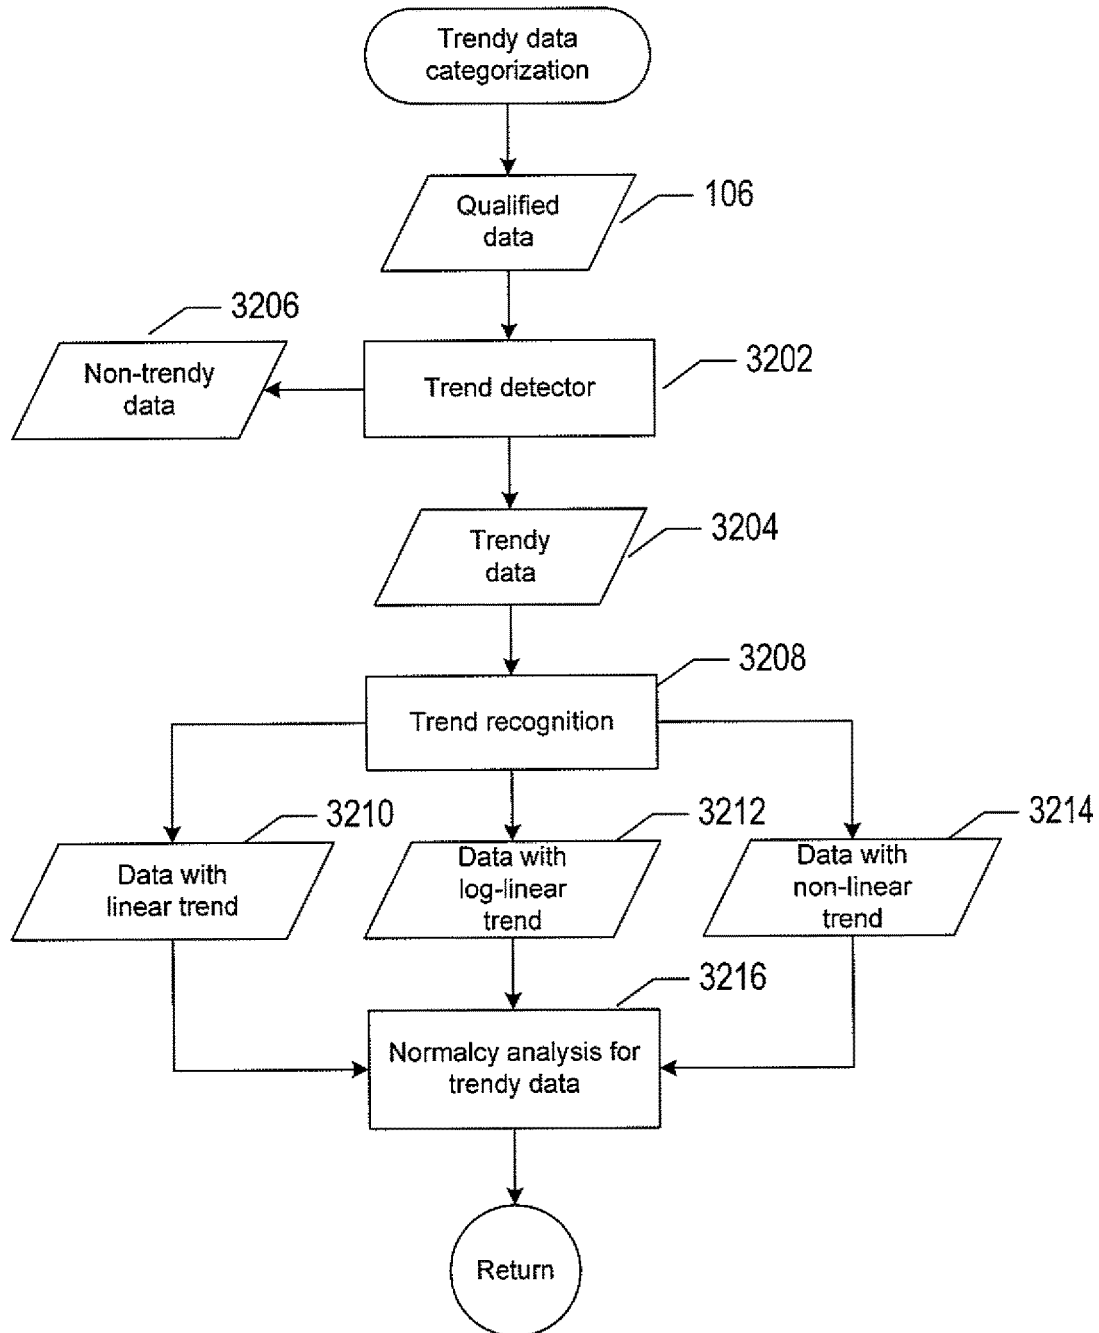 Trendy data
categorization
Qualified
data
106
3206
Non-trendy
data
Trend detector
3202
Trendy
data
3204
3208
Trend recognition
3210
3212
3214
Data with
linear trend
Data with
log-linear
trend
Data with
non-linear
trend
3216
Normalcy analysis for
trendy data
Return